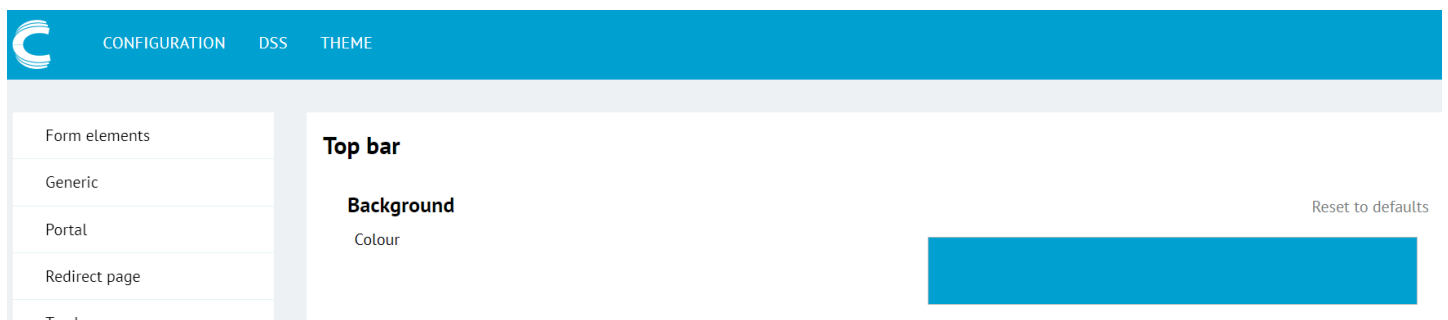 CONFIGURATION DSS THEME
Form elements
Generic
Portal
Redirect page
Top bar
Background
Reset to defaults
Colour